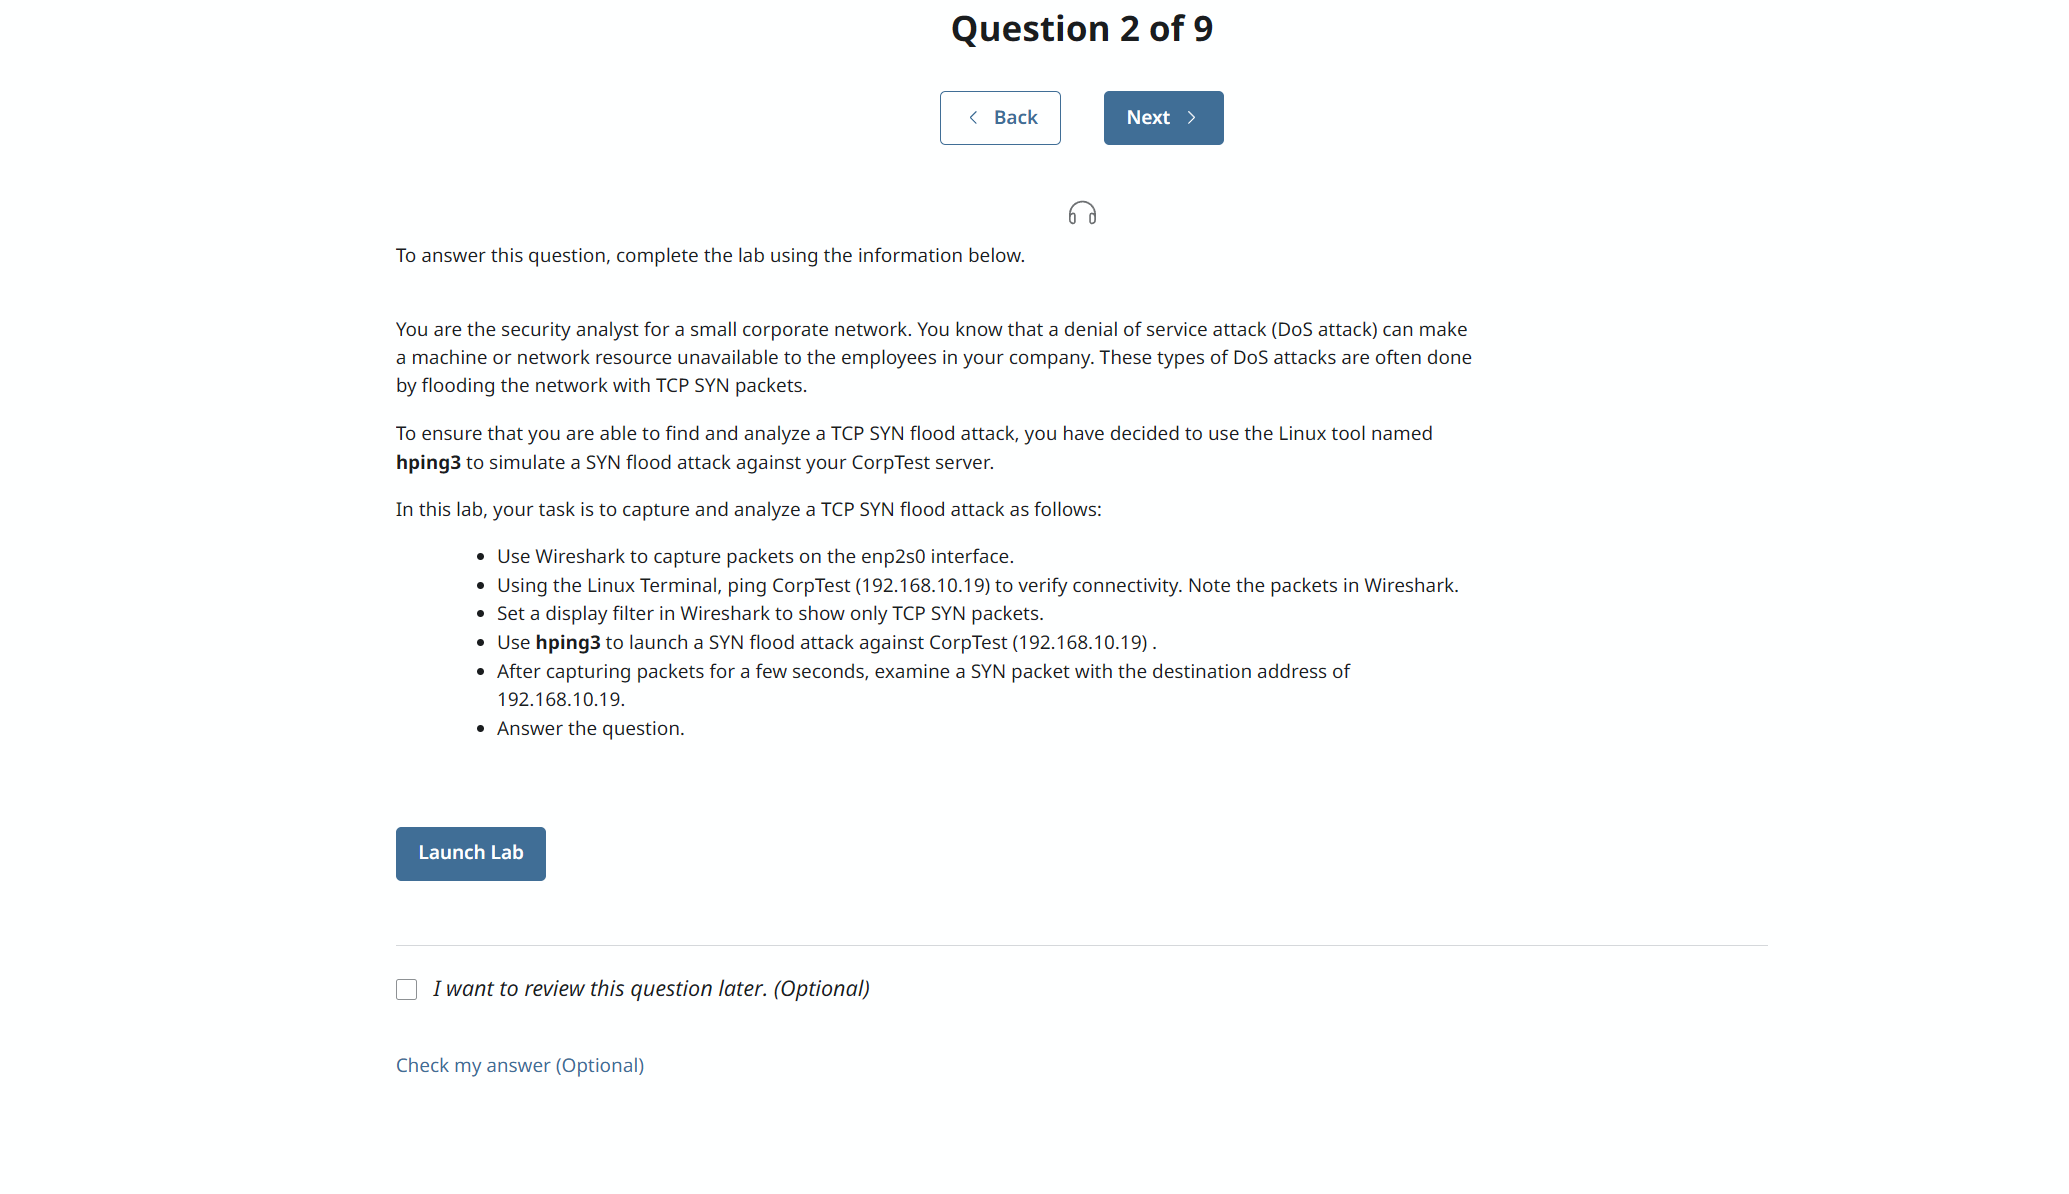 Question 2 of 9
Back
Next
To answer this question, complete the lab using the information below.
You are the security analyst for a small corporate network. You know that a denial of service attack (DoS attack) can make
a machine or network resource unavailable to the employees in your company. These types of DoS attacks are often done
by flooding the network with TCP SYN packets.
To ensure that you are able to find and analyze a TCP SYN flood attack, you have decided to use the Linux tool named
hping3 to simulate a SYN flood attack against your CorpTest server.
In this lab, your task is to capture and analyze a TCP SYN flood attack as follows:
• Use Wireshark to capture packets on the enp2s0 interface.
• Using the Linux Terminal, ping CorpTest (192.168.10.19) to verify connectivity. Note the packets in Wireshark.
• Set a display filter in Wireshark to show only TCP SYN packets.
• Use hping3 to launch a SYN flood attack against CorpTest (192.168.10.19) .
• After capturing packets for a few seconds, examine a SYN packet with the destination address of
192.168.10.19.
• Answer the question.
Launch Lab
I want to review this question later. (Optional)
Check my answer (Optional)